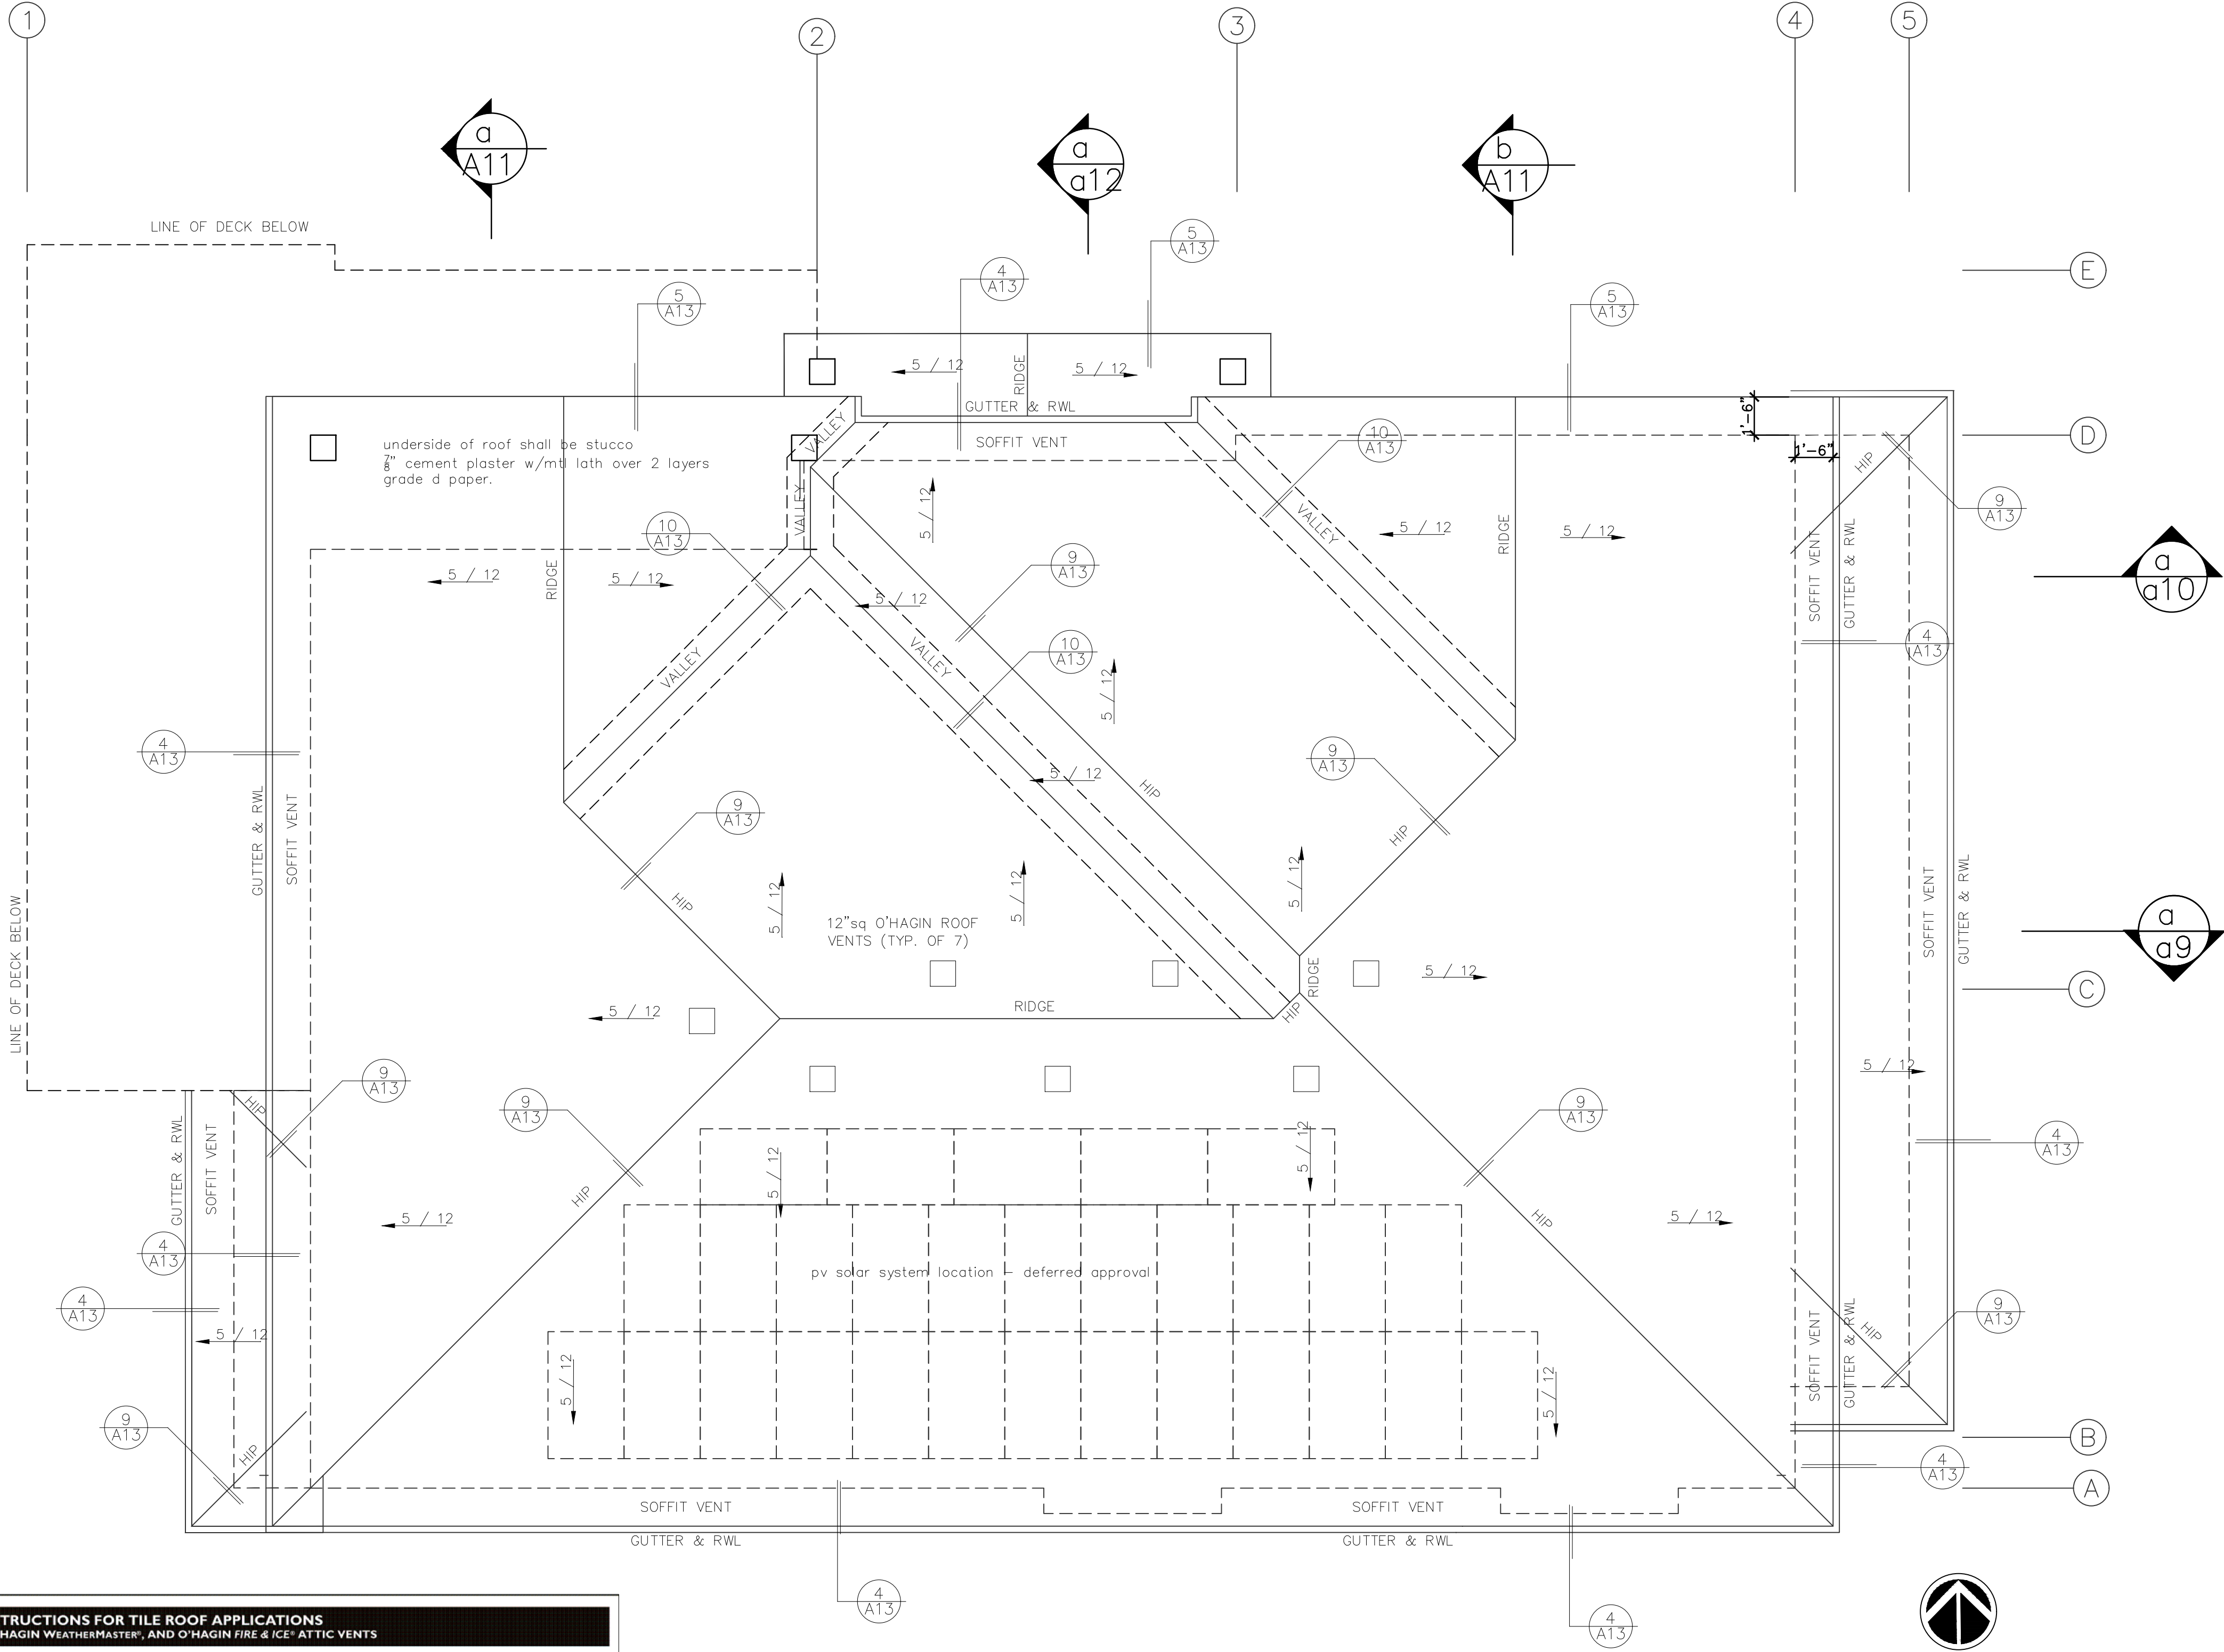 1
2
3
4
5
a
A11
a
a12
b
A11
LINE OF DECK BELOW
5
A13
4
A13
5
A13
5
A13
E
5 / 12
RIDGE
5 / 12
GUTTER & RWL
1'-6"
VALLEY
SOFFIT VENT
10
A13
D
underside of roof shall be stucco
7/8" cement plaster w/mtl lath over 2 layers
grade d paper.
1'-6"
HIP
5 / 12
VALLEY
10
A13
VALLEY
5 / 12
RIDGE
5 / 12
9
A13
SOFFIT VENT
GUTTER & RWL
a
a10
5 / 12
RIDGE
5 / 12
9
A13
5 / 12
10
A13
VALLEY
VALLEY
5 / 12
4
A13
4
A13
9
A13
5 / 12
HIP
9
A13
HIP
GUTTER & RWL
SOFFIT VENT
HIP
5 / 12
12"sq O'HAGIN ROOF
VENTS (TYP. OF 7)
5 / 12
5 / 12
SOFFIT VENT
GUTTER & RWL
a
a9
LINE OF DECK BELOW
RIDGE
5 / 12
C
5 / 12
RIDGE
HIP
9
A13
HIP
9
A13
9
A13
5 / 12
GUTTER & RWL
SOFFIT VENT
5 / 12
5 / 12
4
A13
HIP
5 / 12
HIP
5 / 12
4
A13
pv solar system location - deferred approval
4
A13
5 / 12
SOFFIT VENT
GUTTER & RWL
HIP
9
A13
5 / 12
5 / 12
9
A13
HIP
B
4
A13
A
SOFFIT VENT
SOFFIT VENT
GUTTER & RWL
GUTTER & RWL
4
A13
4
A13
TRUCTIONS FOR TILE ROOF APPLICATIONS
HAGIN WEATHERMASTER®, AND O'HAGIN FIRE & ICE® ATTIC VENTS